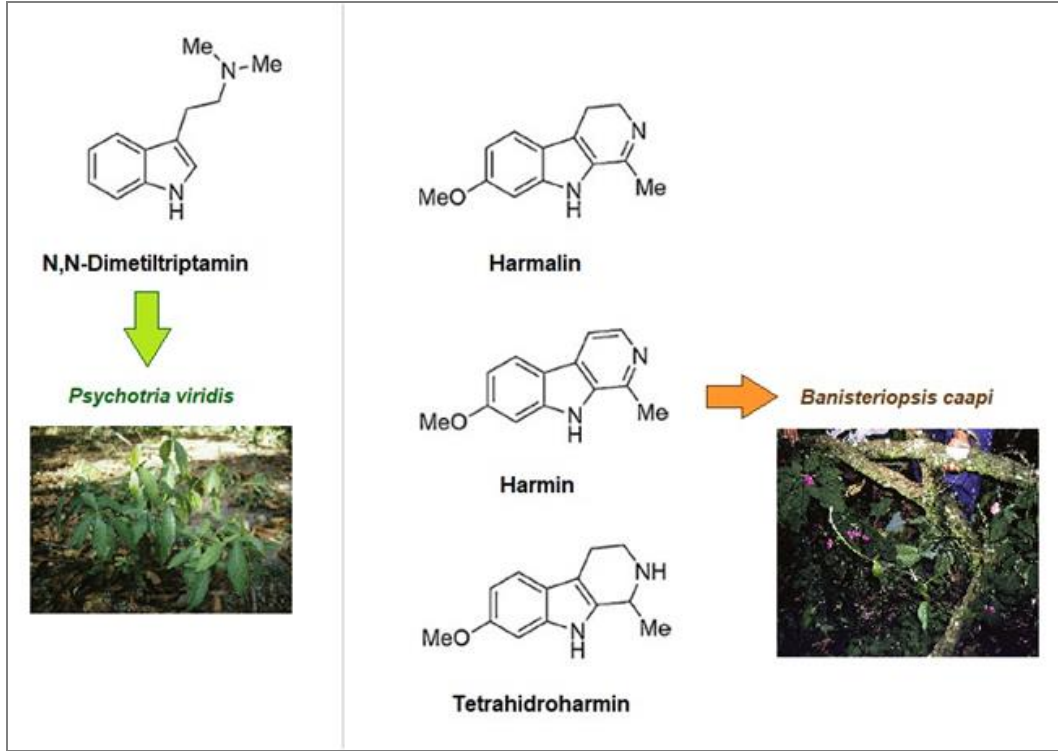 Me
N
Me
N
H
N,N-Dimetiltriptamin
Psychotria viridis
N
MeO
N
H
Me
Harmalin
N
MeO
N
H
Me
Harmin
Banisteriopsis caapi
NH
MeO
N
H
Me
Tetrahidroharmin